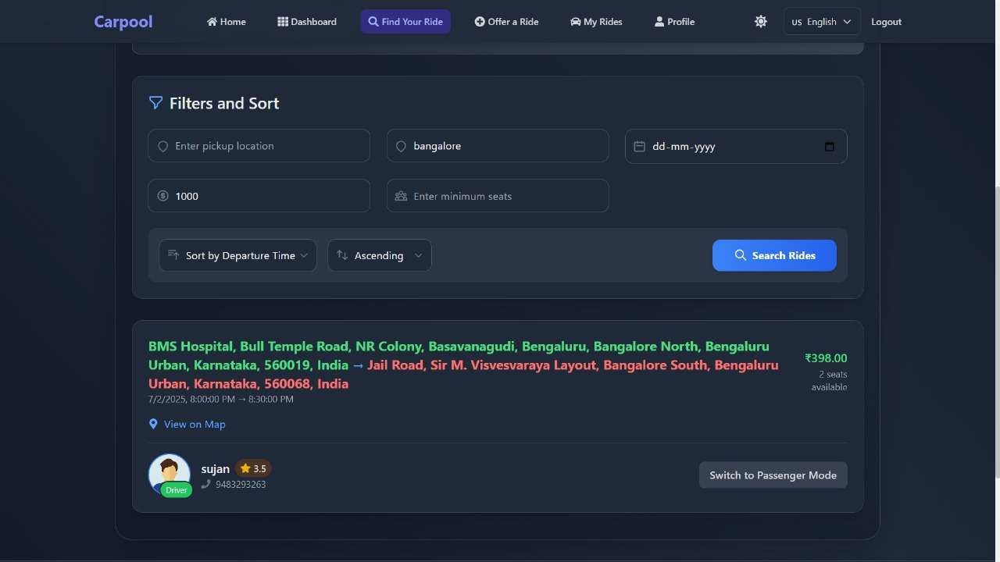 Carpool
Home
Dashboard
Find Your Ride
Offer a Ride
My Rides
Profile
US English
Logout
Filters and Sort
Enter pickup location
bangalore
dd-mm-yyyy
1000
Enter minimum seats
Sort by Departure Time
Ascending
Search Rides
BMS Hospital, Bull Temple Road, NR Colony, Basavanagudi, Bengaluru, Bangalore North, Bengaluru
Urban, Karnataka, 560019, India → Jail Road, Sir M. Visvesvaraya Layout, Bangalore South, Bengaluru
Urban, Karnataka, 560068, India
₹398.00
2 seats
available
7/2/2025, 8:00:00 PM → 8:30:00 PM
View on Map
sujan
3.5
9483293263
Driver
Switch to Passenger Mode